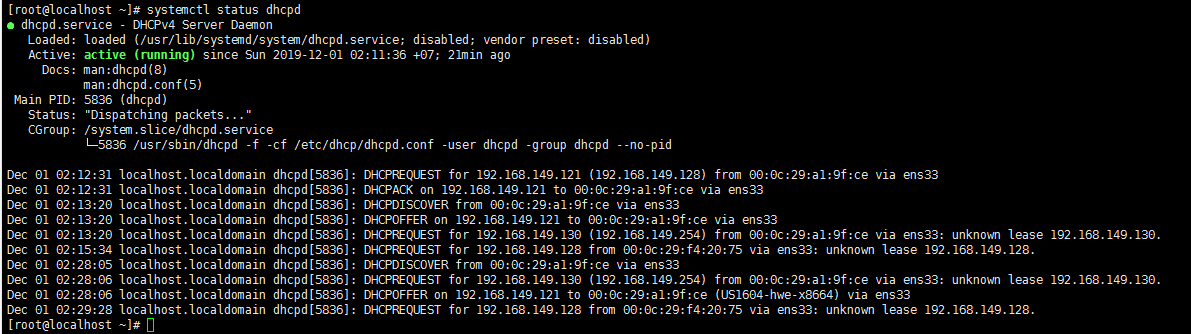 [root@localhost ~]# systemctl status dhcpd
● dhcpd.service - DHCPv4 Server Daemon
   Loaded: loaded (/usr/lib/systemd/system/dhcpd.service; disabled; vendor preset: disabled)
   Active: active (running) since Sun 2019-12-01 02:11:36 +07; 21min ago
     Docs: man:dhcpd(8)
           man:dhcpd.conf(5)
 Main PID: 5836 (dhcpd)
   Status: "Dispatching packets..."
   CGroup: /system.slice/dhcpd.service
           └─5836 /usr/sbin/dhcpd -f -cf /etc/dhcp/dhcpd.conf -user dhcpd -group dhcpd --no-pid
Dec 01 02:12:31 localhost.localdomain dhcpd[5836]: DHCPREQUEST for 192.168.149.121 (192.168.149.128) from 00:0c:29:a1:9f:ce via ens33
Dec 01 02:12:31 localhost.localdomain dhcpd[5836]: DHCPACK on 192.168.149.121 to 00:0c:29:a1:9f:ce via ens33
Dec 01 02:13:20 localhost.localdomain dhcpd[5836]: DHCPDISCOVER from 00:0c:29:a1:9f:ce via ens33
Dec 01 02:13:20 localhost.localdomain dhcpd[5836]: DHCPOFFER on 192.168.149.121 to 00:0c:29:a1:9f:ce via ens33
Dec 01 02:13:20 localhost.localdomain dhcpd[5836]: DHCPREQUEST for 192.168.149.130 (192.168.149.254) from 00:0c:29:a1:9f:ce via ens33: unknown lease 192.168.149.130.
Dec 01 02:15:34 localhost.localdomain dhcpd[5836]: DHCPREQUEST for 192.168.149.128 from 00:0c:29:f4:20:75 via ens33: unknown lease 192.168.149.128.
Dec 01 02:28:05 localhost.localdomain dhcpd[5836]: DHCPDISCOVER from 00:0c:29:a1:9f:ce via ens33
Dec 01 02:28:06 localhost.localdomain dhcpd[5836]: DHCPREQUEST for 192.168.149.130 (192.168.149.254) from 00:0c:29:a1:9f:ce via ens33: unknown lease 192.168.149.130.
Dec 01 02:28:06 localhost.localdomain dhcpd[5836]: DHCPOFFER on 192.168.149.121 to 00:0c:29:a1:9f:ce (US1604-hwe-x8664) via ens33
Dec 01 02:29:28 localhost.localdomain dhcpd[5836]: DHCPREQUEST for 192.168.149.128 from 00:0c:29:f4:20:75 via ens33: unknown lease 192.168.149.128.
[root@localhost ~]#